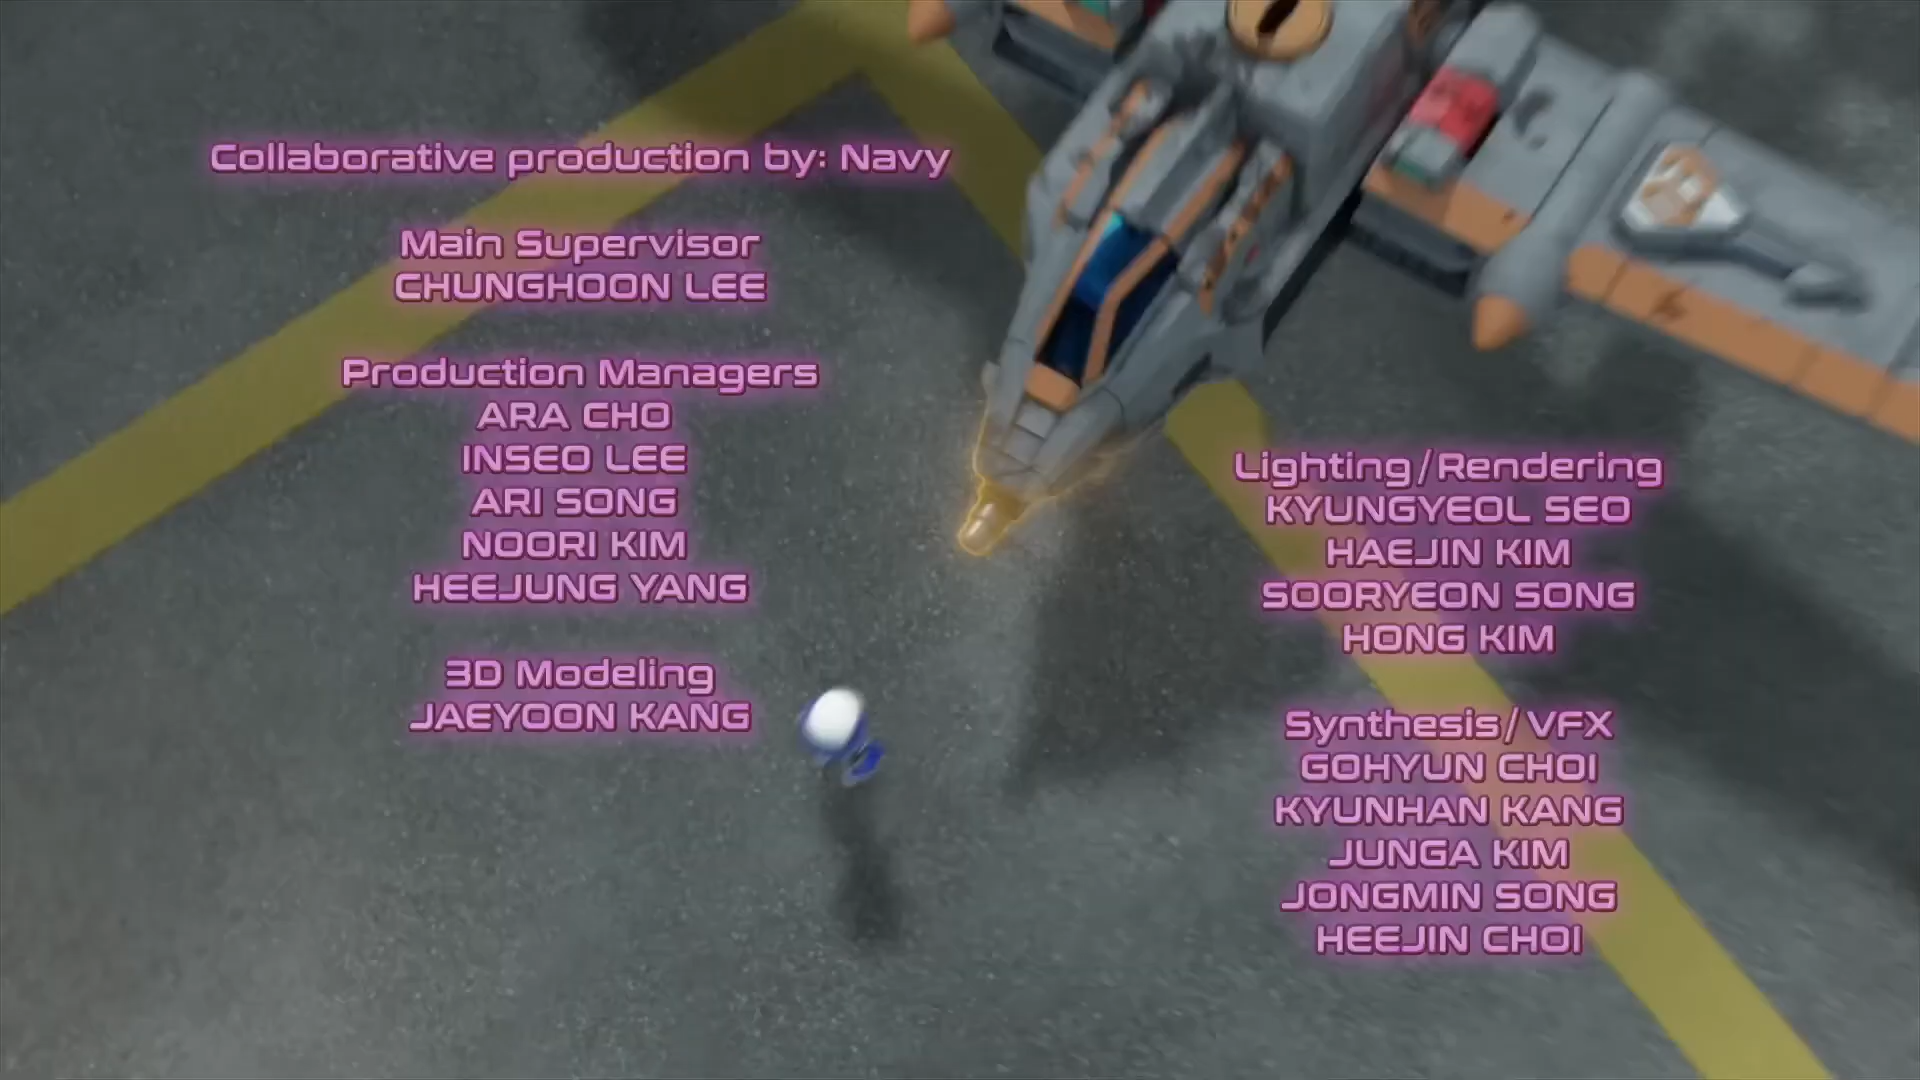 Collaborative production by: Navy
Main Supervisor
CHUNGHOON LEE
Production Managers
ARA CHO
INSEO LEE
ARI SONG
NOORI KIM
HEEJUNG YANG
3D Modeling
JAEYOON KANG
Lighting/Rendering
KYUNGYEOL SEO
HAEJIN KIM
SOORYEON SONG
HONG KIM
Synthesis/VFX
GOHYUN CHOI
KYUNHAN KANG
JUNGA KIM
JONGMIN SONG
HEEJIN CHOI